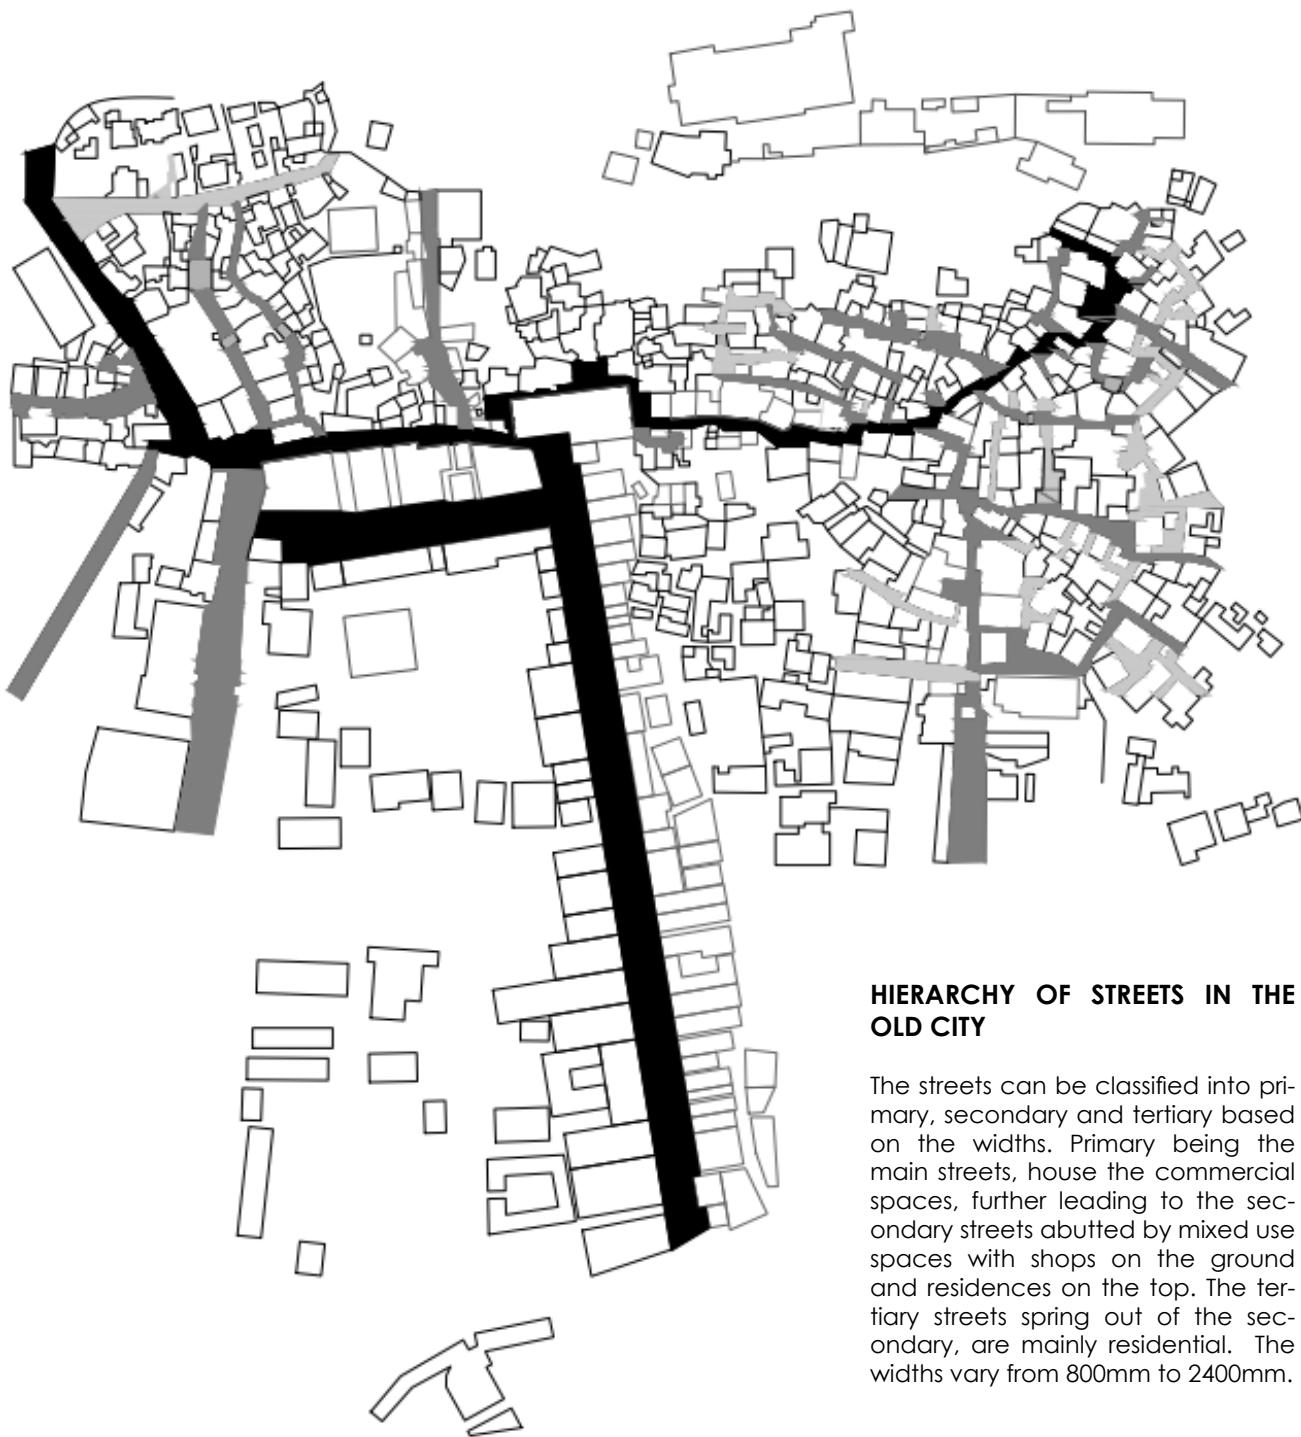 HIERARCHY OF STREETS IN THE
OLD CITY
The streets can be classified into pri-
mary, secondary and tertiary based
on the widths. Primary being the
main streets, house the commercial
spaces, further leading to the sec-
ondary streets abutted by mixed use
spaces with shops on the ground
and residences on the top. The ter-
tiary streets spring out of the sec-
ondary, are mainly residential. The
widths vary from 800mm to 2400mm.